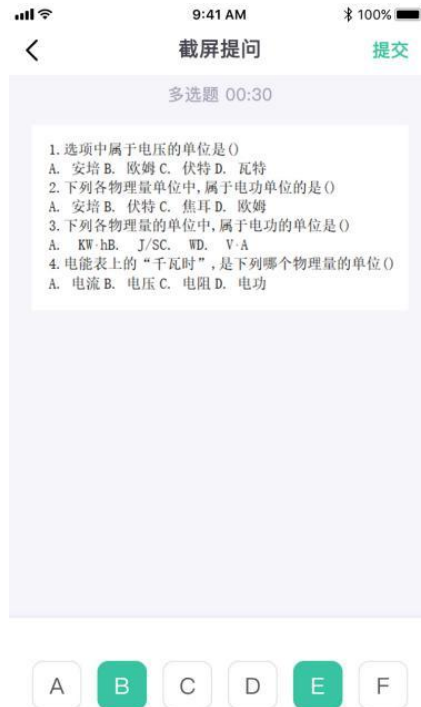 9:41 AM 100%
截屏提问 提交
多选题 00:30
1.选项中属于电压的单位是()
A. 安培 B. 欧姆 C. 伏特 D. 瓦特
2.下列各物理量单位中,属于电功单位的是()
A. 安培 B. 伏特 C. 焦耳 D. 欧姆
3.下列各物理量的单位中,属于电功的单位是()
A. KW·hB. J/SC. WD. V·A
4.电能表上的“千瓦时”,是下列哪个物理量的单位()
A. 电流 B. 电压 C. 电阻 D. 电功
A B C D E F